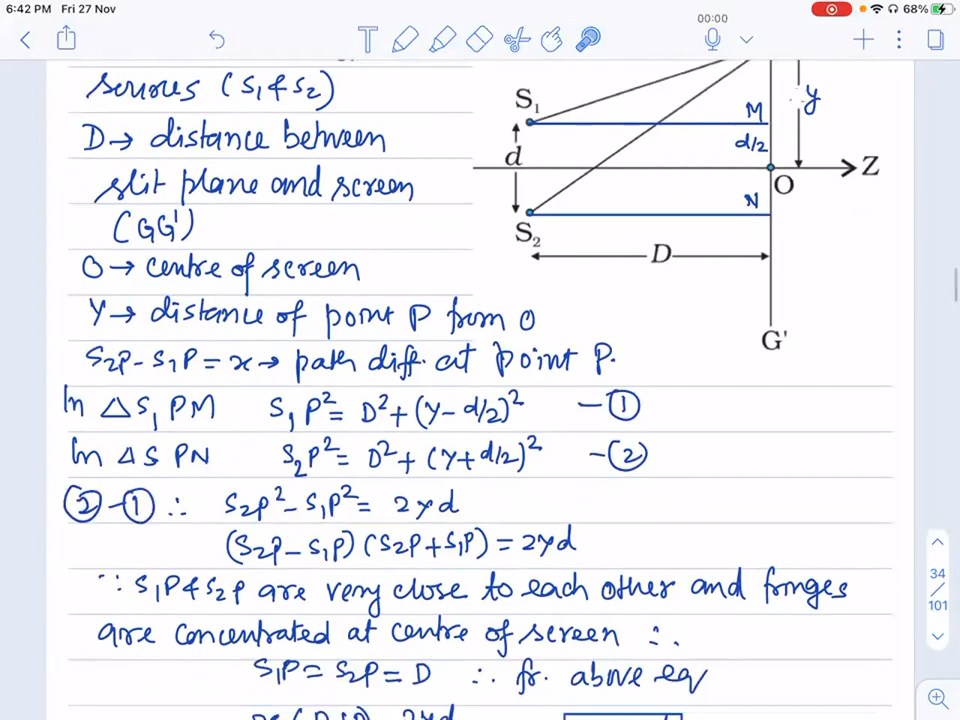 6:42 PM Fri 27 Nov
68%
00:00
T
S₁
M
y
d
d/2
Z
O
S₂
N
D
G'
(S₁ & S₂)
D → distance between
slit plane and screen
(GG')
O → centre of screen
Y → distance of point P from O
S₂P - S₁P = x → path diff. at point P.
In △ S₁ PM S₁P² = D² + (Y - d/2)² - ①
In △ S PN S₂P² = D² + (Y + d/2)² - ②
② - ① ∴ S₂P² - S₁P² = 2yd
(S₂P - S₁P) (S₂P + S₁P) = 2yd
∵ S₁P & S₂P are very close to each other and fringes
are concentrated at centre of screen ∴
S₁P = S₂P = D ∴ fr. above eq
34
/
101